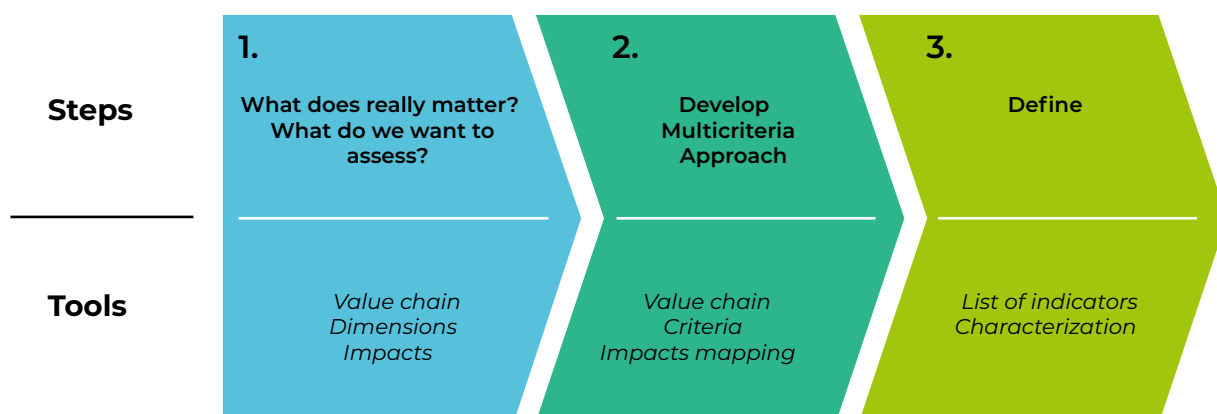 Steps
1.
What does really matter?
What do we want to
assess?
2.
Develop
Multicriteria
Approach
3.
Define
Tools
Value chain
Dimensions
Impacts
Value chain
Criteria
Impacts mapping
List of indicators
Characterization